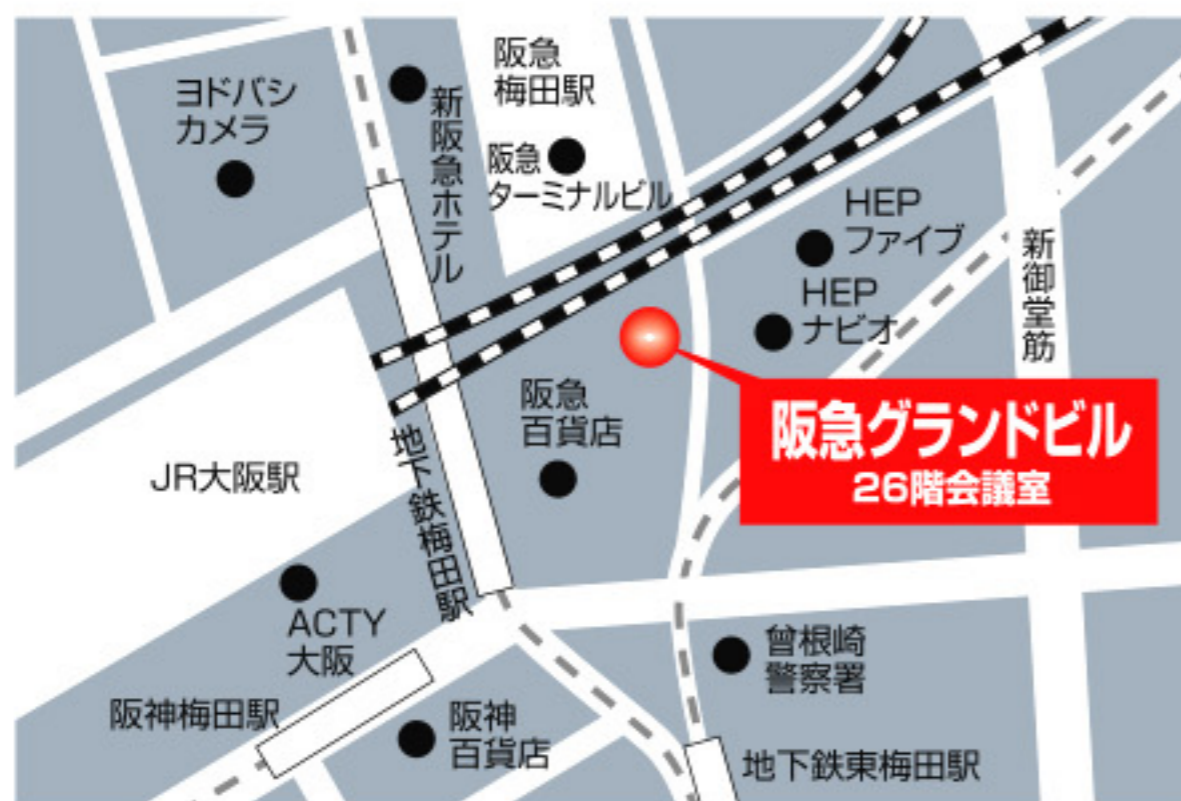 阪急
梅田駅
ヨドバシ
カメラ
新阪急ホテル
阪急
ターミナルビル
HEP
ファイブ
新御堂筋
HEP
ナビオ
阪急
百貨店
阪急グランドビル
26階会議室
JR大阪駅
地下鉄梅田駅
ACTY
大阪
曾根崎
警察署
阪神梅田駅
阪神
百貨店
地下鉄東梅田駅